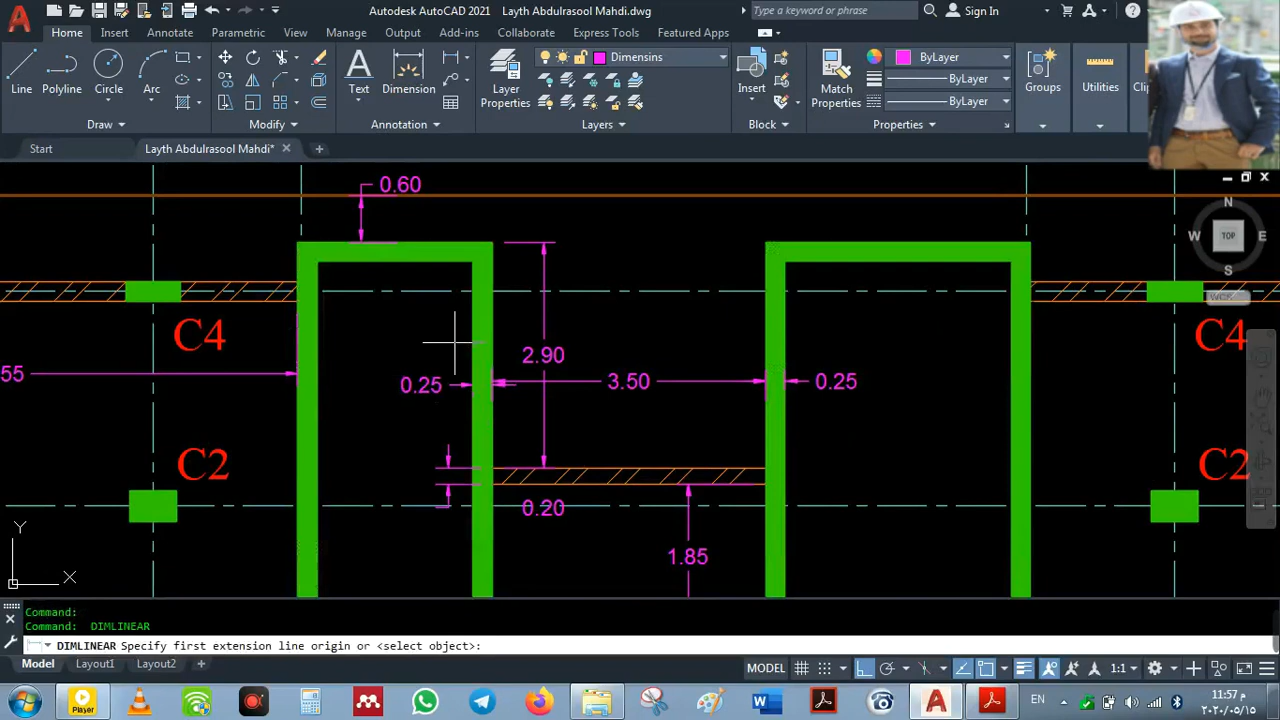 Autodesk AutoCAD 2021 Layth Abdulrasool Mahdi.dwg
Type a keyword or phrase
Sign In
Home Insert Annotate Parametric View Manage Output Add-ins Collaborate Express Tools Featured Apps
Line Polyline Circle Arc
Text Dimension
Layer Properties
Dimensins
Insert
Match Properties
ByLayer
ByLayer
ByLayer
Groups
Utilities
Draw Modify Annotation Layers Block Properties
Start Layth Abdulrasool Mahdi*
0.60
N
W TOP E
S
C4
C4
2.90
55
0.25
3.50
0.25
C2
C2
0.20
1.85
Y
X
Command:
Command: DIMLINEAR
DIMLINEAR Specify first extension line origin or <select object>:
Model Layout1 Layout2
MODEL
1:1
Player
W
EN
11:57 م
٢٠٢٠/٠٥/١٥